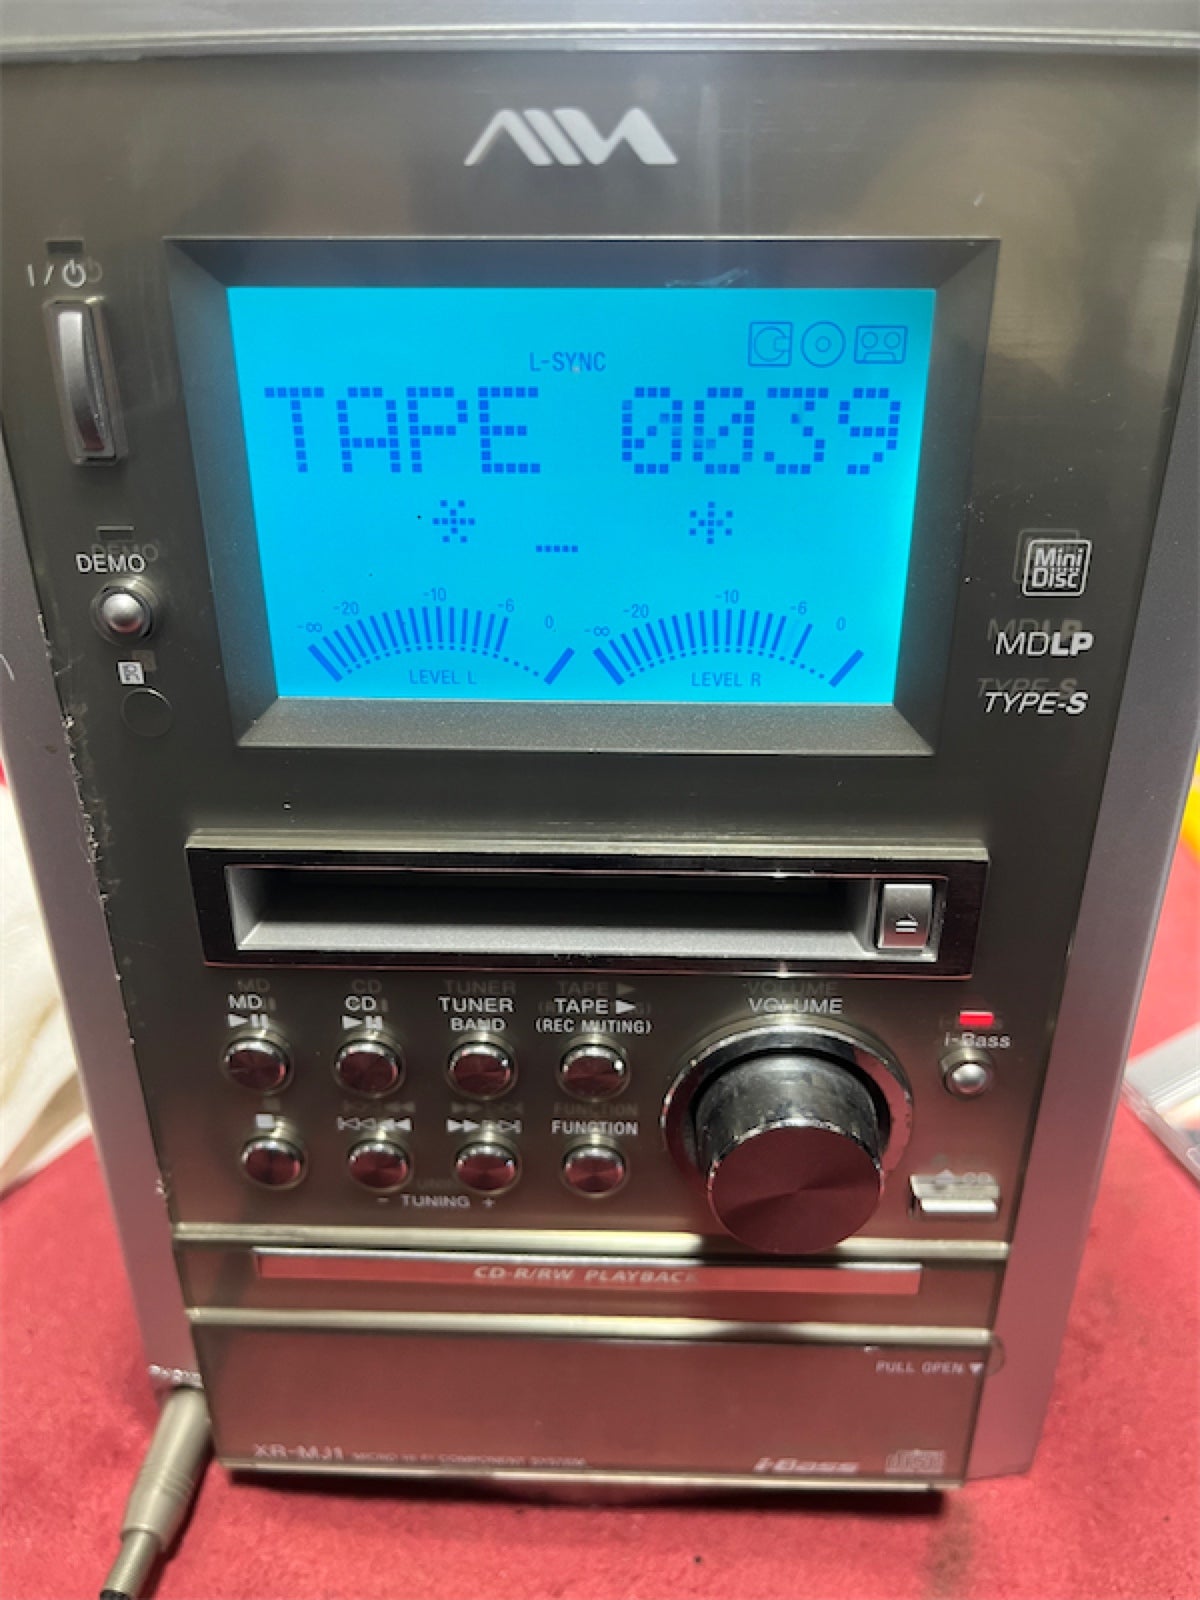 AIWA
I/⏻
L-SYNC
TAPE 0039
* _ *
DEMO
R
-∞ -20 -10 -6 0
LEVEL L
-∞ -20 -10 -6 0
LEVEL R
Mini
Disc
MDLP
TYPE-S
MD
CD
TUNER
BAND
TAPE ▶
(REC MUTING)
VOLUME
i-Bass
FUNCTION
- TUNING +
CD
CD-R/RW PLAYBACK
PULL OPEN ▼
XR-MJ1 MICRO HI-FI COMPONENT SYSTEM
i-Bass